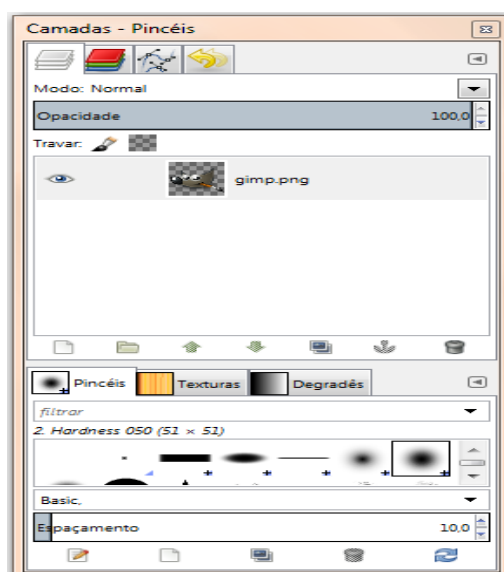 Camadas - Pincéis
Modo: Normal
Opacidade 100,0
Travar:
gimp.png
Pincéis Texturas Degradês
filtrar
2. Hardness 050 (51 × 51)
Basic,
Espaçamento 10,0